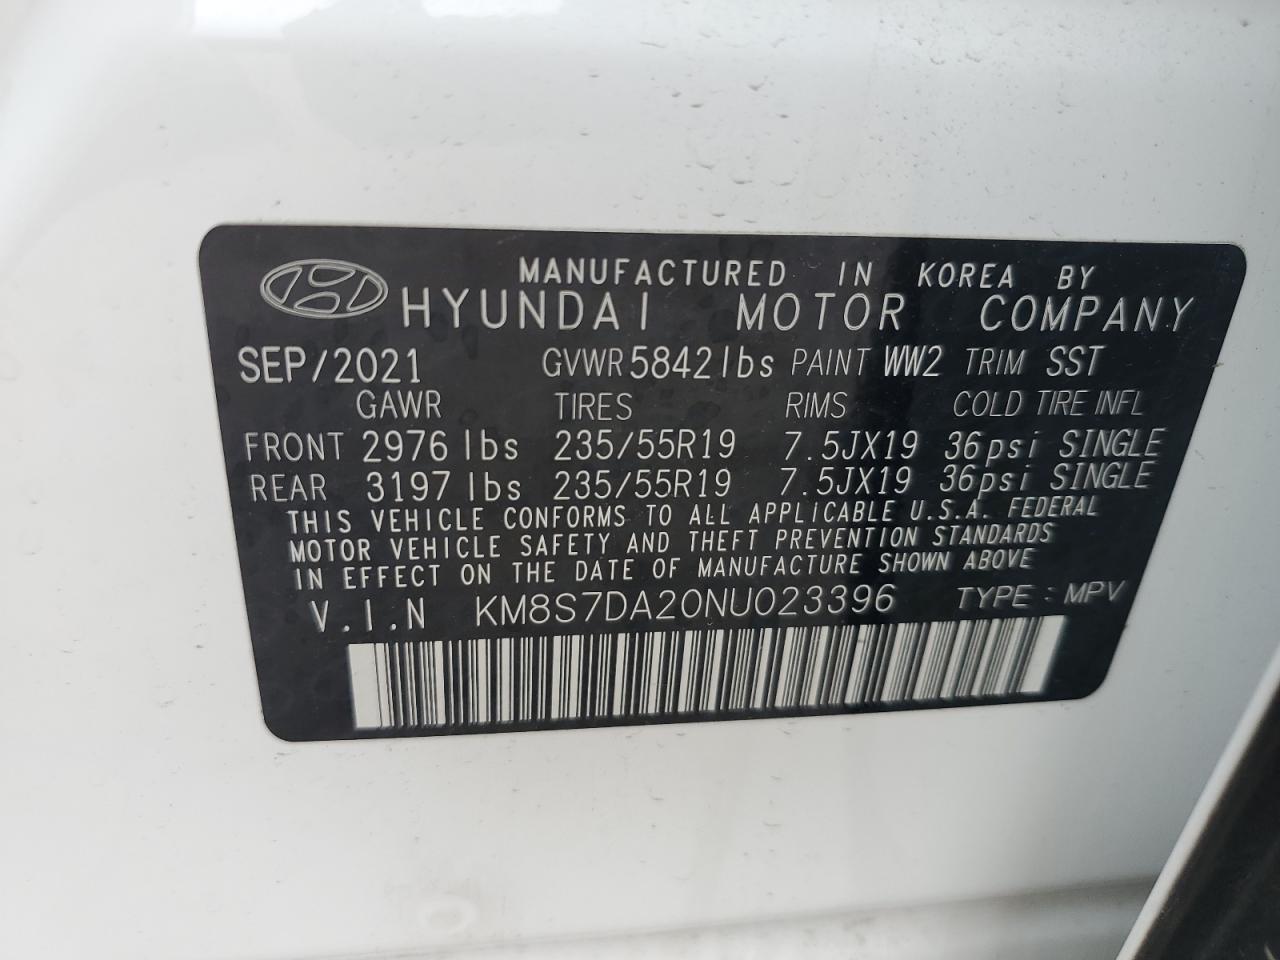 MANUFACTURED IN KOREA BY
HYUNDAI MOTOR COMPANY
SEP/2021 GVWR 5842 lbs PAINT WW2 TRIM SST
GAWR TIRES RIMS COLD TIRE INFL
FRONT 2976 lbs 235/55R19 7.5JX19 36psi SINGLE
REAR 3197 lbs 235/55R19 7.5JX19 36psi SINGLE
THIS VEHICLE CONFORMS TO ALL APPLICABLE U.S.A. FEDERAL
MOTOR VEHICLE SAFETY AND THEFT PREVENTION STANDARDS
IN EFFECT ON THE DATE OF MANUFACTURE SHOWN ABOVE
V.I.N KM8S7DA20NU023396 TYPE : MPV